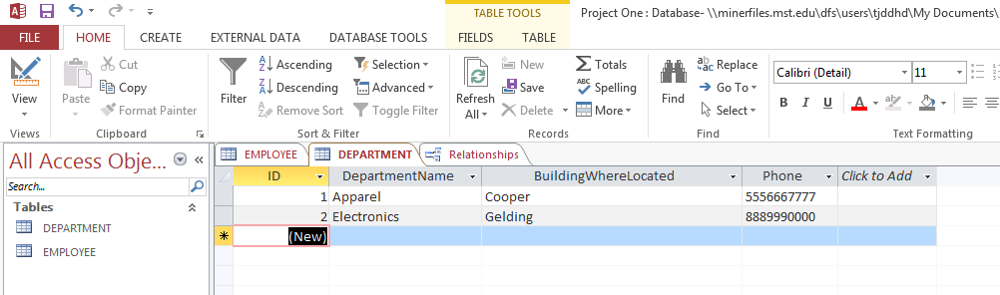 TABLE TOOLS
Project One : Database- \\minerfiles.mst.edu\dfs\users\tjddhd\My Documents\
FILE HOME CREATE EXTERNAL DATA DATABASE TOOLS FIELDS TABLE
View
Views
Paste
Cut
Copy
Format Painter
Clipboard
Filter
Ascending
Descending
Remove Sort
Selection
Advanced
Toggle Filter
Sort & Filter
Refresh
All
New
Save
Delete
Totals
Spelling
More
Records
Find
Replace
Go To
Select
Find
Calibri (Detail) 11
B I U A
Text Formatting
All Access Obje...
Search...
Tables
DEPARTMENT
EMPLOYEE
EMPLOYEE DEPARTMENT Relationships
ID DepartmentName BuildingWhereLocated Phone Click to Add
1 Apparel Cooper 5556667777
2 Electronics Gelding 8889990000
(New)